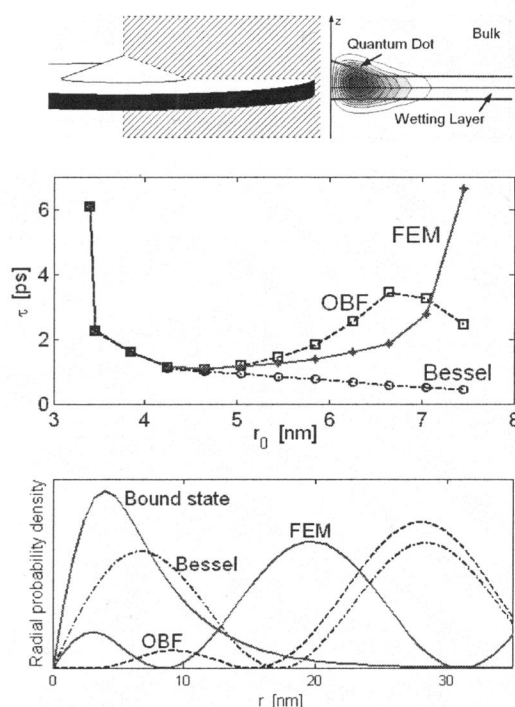 z
Quantum Dot
Bulk
Wetting Layer
6
4
2
0
τ [ps]
FEM
OBF
Bessel
3 4 5 6 7 8
r₀ [nm]
Radial probability density
Bound state
Bessel
FEM
OBF
0 10 20 30
r [nm]